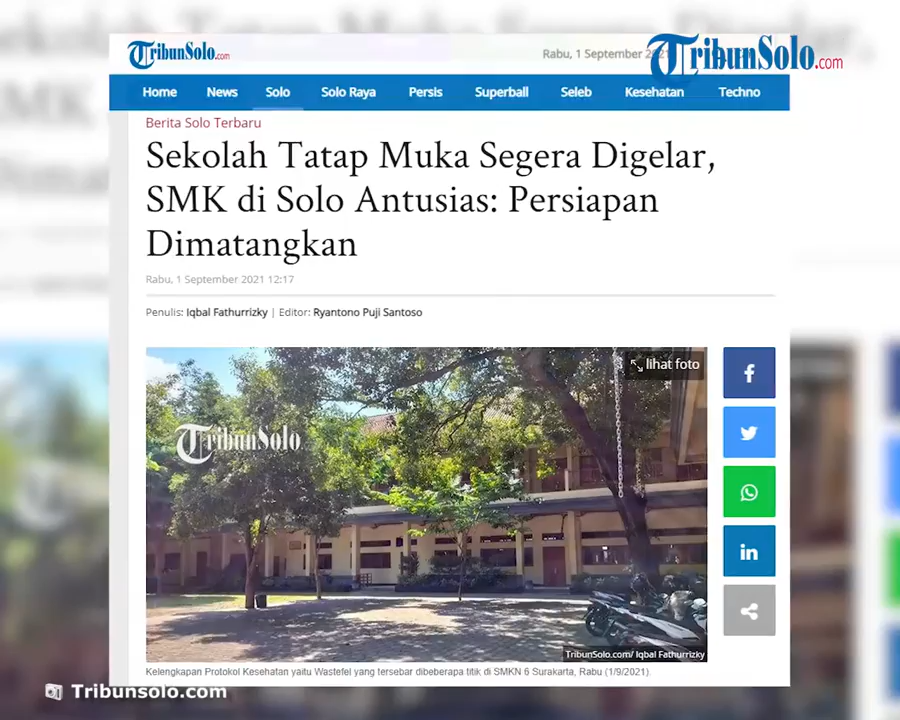 TribunSolo.com
Rabu, 1 September
TribunSolo.com
Home News Solo Solo Raya Persis Superball Seleb Kesehatan Techno
Berita Solo Terbaru
Sekolah Tatap Muka Segera Digelar,
SMK di Solo Antusias: Persiapan
Dimatangkan
Rabu, 1 September 2021 12:17
Penulis: Iqbal Fathurrizky | Editor: Ryantono Puji Santoso
lihat foto
TribunSolo
TribunSolo.com/ Iqbal Fathurrizky
Kelengkapan Protokol Kesehatan yaitu Wastefel yang tersebar dibeberapa titik di SMKN 6 Surakarta, Rabu (1/9/2021).
Tribunsolo.com